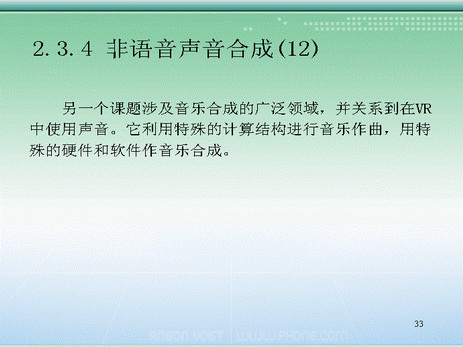 2.3.4 非语音声音合成(12)
另一个课题涉及音乐合成的广泛领域，并关系到在VR
中使用声音。它利用特殊的计算结构进行音乐作曲，用特
殊的硬件和软件作音乐合成。
33